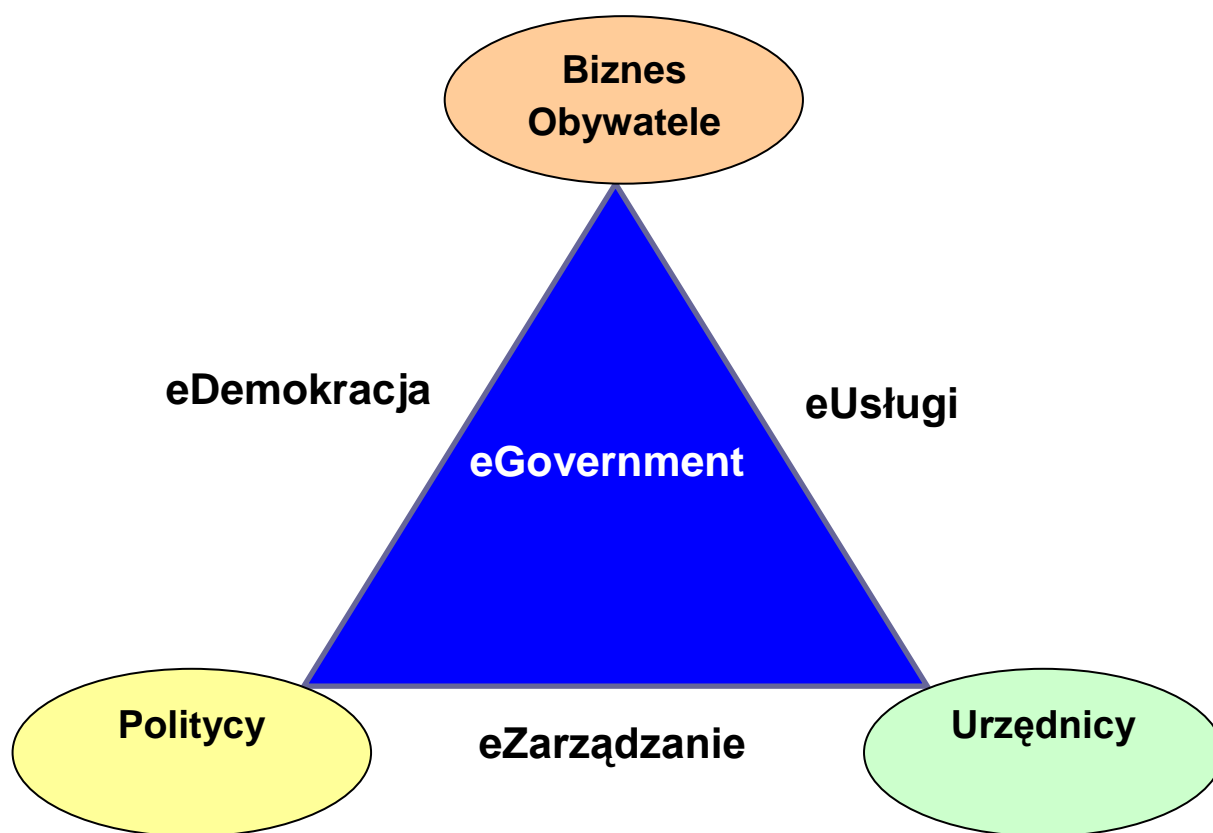 Biznes
Obywatele
eDemokracja
eUsługi
eGovernment
Politycy
eZarządzanie
Urzędnicy